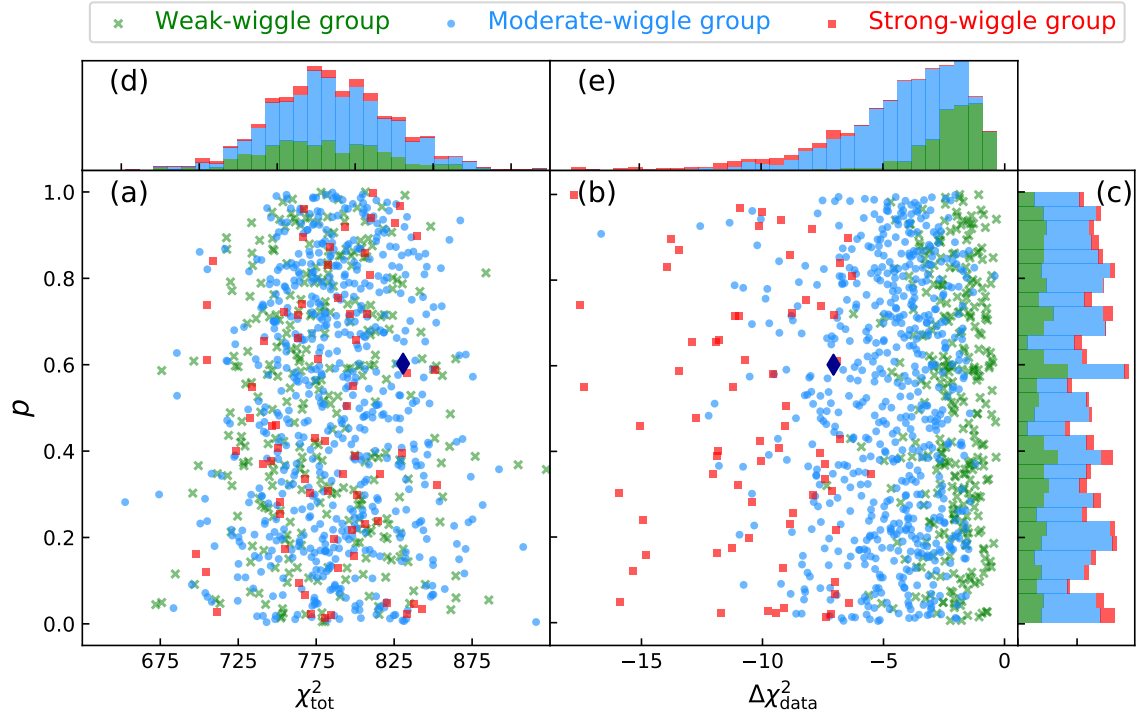 Weak-wiggle group Moderate-wiggle group Strong-wiggle group
(d) (e)
(a) (b) (c)
1.0
0.8
0.6
0.4
0.2
0.0
p
675 725 775 825 875 −15 −10 −5 0
χ²tot Δχ²data